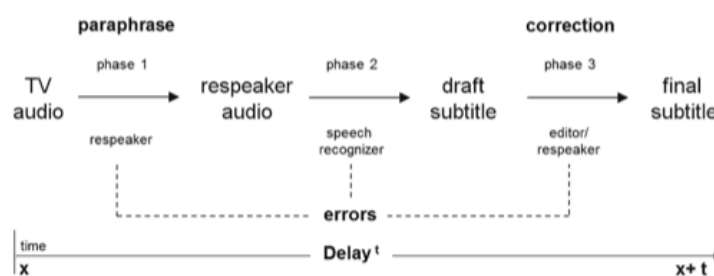 paraphrase correction
phase 1 phase 2 phase 3
TV respeaker draft final
audio audio subtitle subtitle
respeaker speech editor/
recognizer respeaker
errors
time Delay t
x x+ t